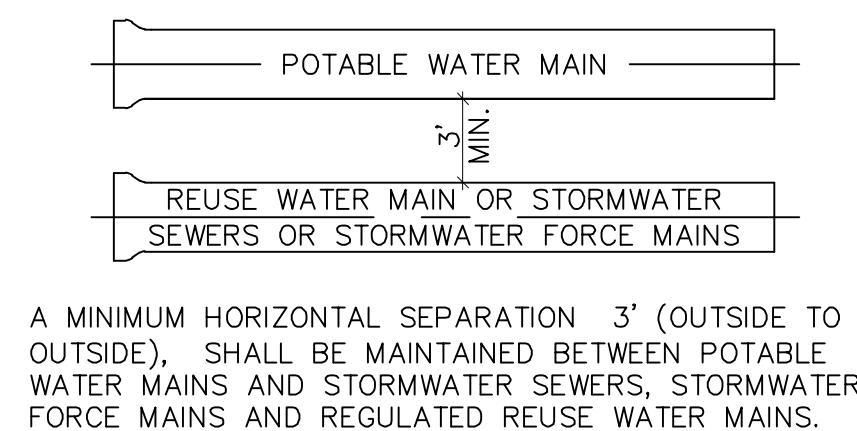 POTABLE WATER MAIN
3'
MIN.
REUSE WATER MAIN OR STORMWATER
SEWERS OR STORMWATER FORCE MAINS
A MINIMUM HORIZONTAL SEPARATION 3' (OUTSIDE TO
OUTSIDE), SHALL BE MAINTAINED BETWEEN POTABLE
WATER MAINS AND STORMWATER SEWERS, STORMWATER
FORCE MAINS AND REGULATED REUSE WATER MAINS.